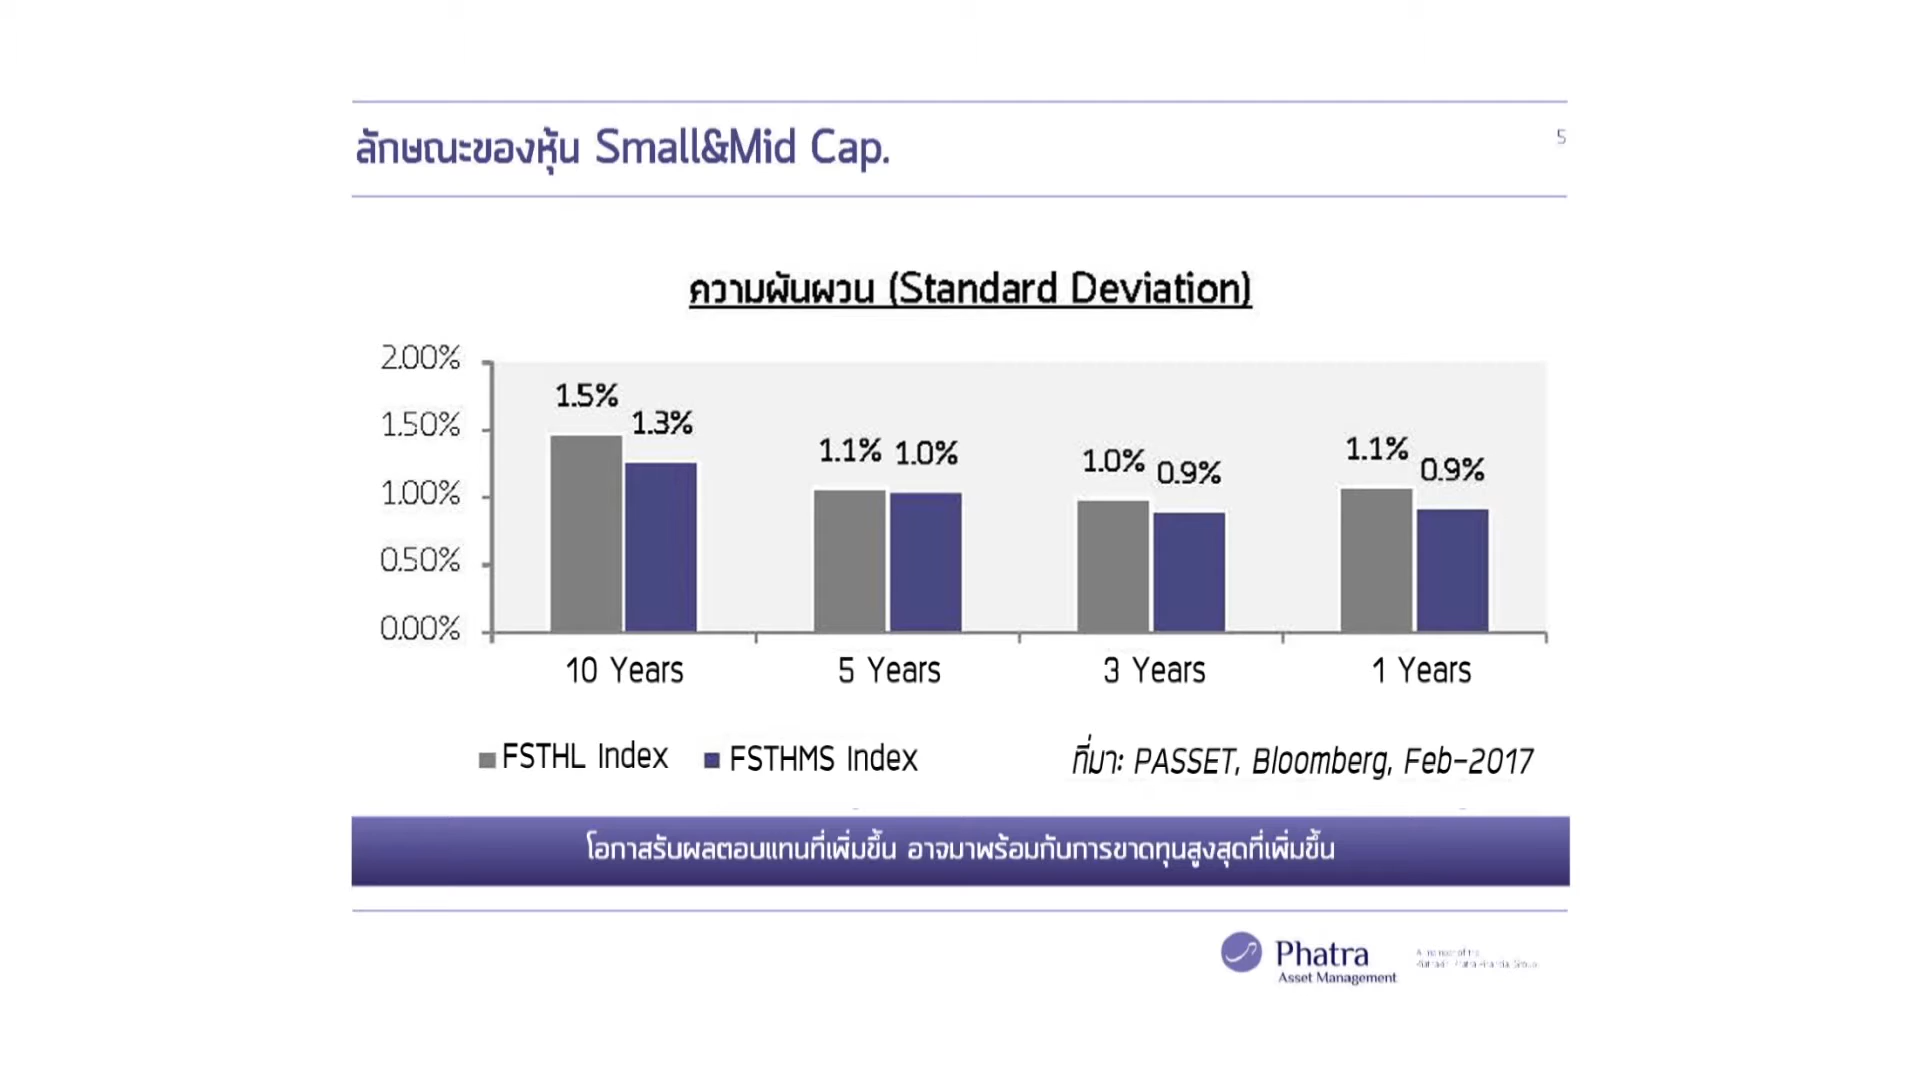 ลักษณะของหุ้น Small&Mid Cap.
5
ความผันผวน (Standard Deviation)
2.00%
1.50%
1.00%
0.50%
0.00%
1.5%
1.3%
1.1%
1.0%
1.0%
0.9%
1.1%
0.9%
10 Years
5 Years
3 Years
1 Years
FSTHL Index
FSTHMS Index
ที่มา: PASSET, Bloomberg, Feb-2017
โอกาสรับผลตอบแทนที่เพิ่มขึ้น อาจมาพร้อมกับการขาดทุนสูงสุดที่เพิ่มขึ้น
Phatra
Asset Management